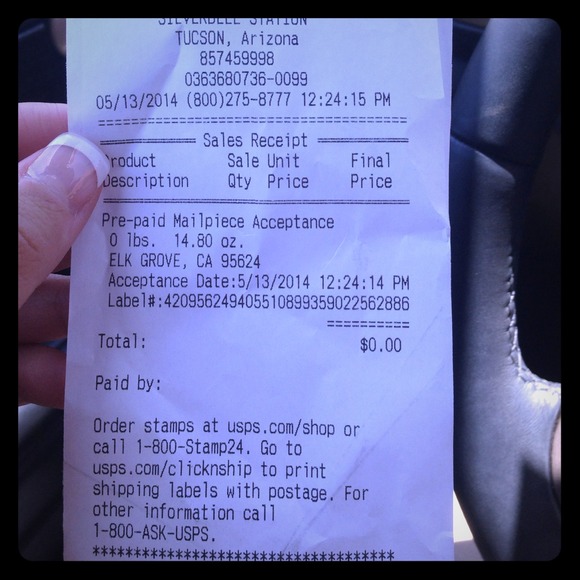 SILVERBELL STATION
TUCSON, Arizona
857459998
0363680736-0099
05/13/2014 (800)275-8777 12:24:15 PM
Sales Receipt
Product Sale Unit Final
Description Qty Price Price
Pre-paid Mailpiece Acceptance
0 lbs. 14.80 oz.
ELK GROVE, CA 95624
Acceptance Date:5/13/2014 12:24:14 PM
Label#:420956249405510899359022562886
==========
Total: $0.00
Paid by:
Order stamps at usps.com/shop or
call 1-800-Stamp24. Go to
usps.com/clicknship to print
shipping labels with postage. For
other information call
1-800-ASK-USPS.
*************************************